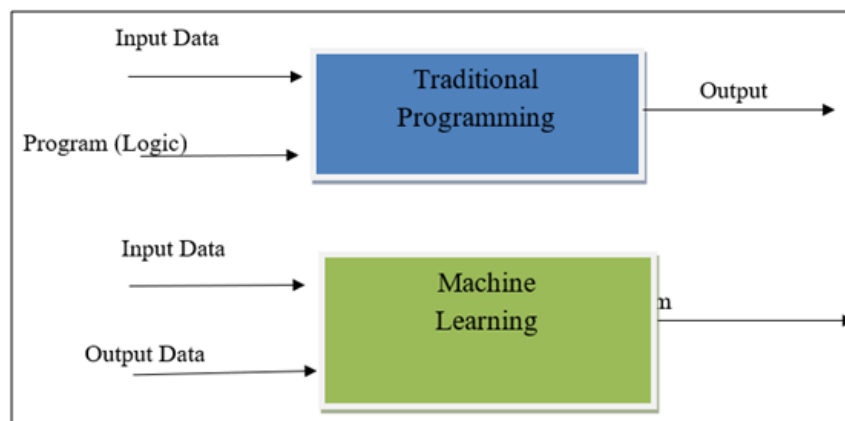 Input Data
Traditional
Programming
Output
Program (Logic)
Input Data
Machine
Learning
Output Data